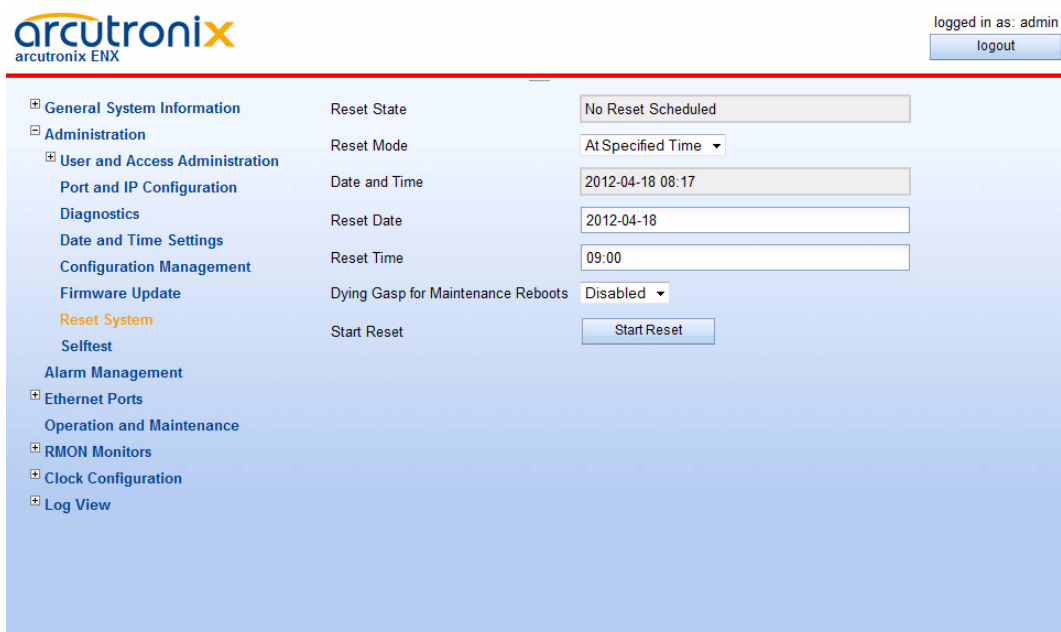 arcutronix
arcutronix ENX
logged in as: admin
logout
General System Information
Administration
User and Access Administration
Port and IP Configuration
Diagnostics
Date and Time Settings
Configuration Management
Firmware Update
Reset System
Selftest
Alarm Management
Ethernet Ports
Operation and Maintenance
RMON Monitors
Clock Configuration
Log View
Reset State No Reset Scheduled
Reset Mode At Specified Time
Date and Time 2012-04-18 08:17
Reset Date 2012-04-18
Reset Time 09:00
Dying Gasp for Maintenance Reboots Disabled
Start Reset Start Reset